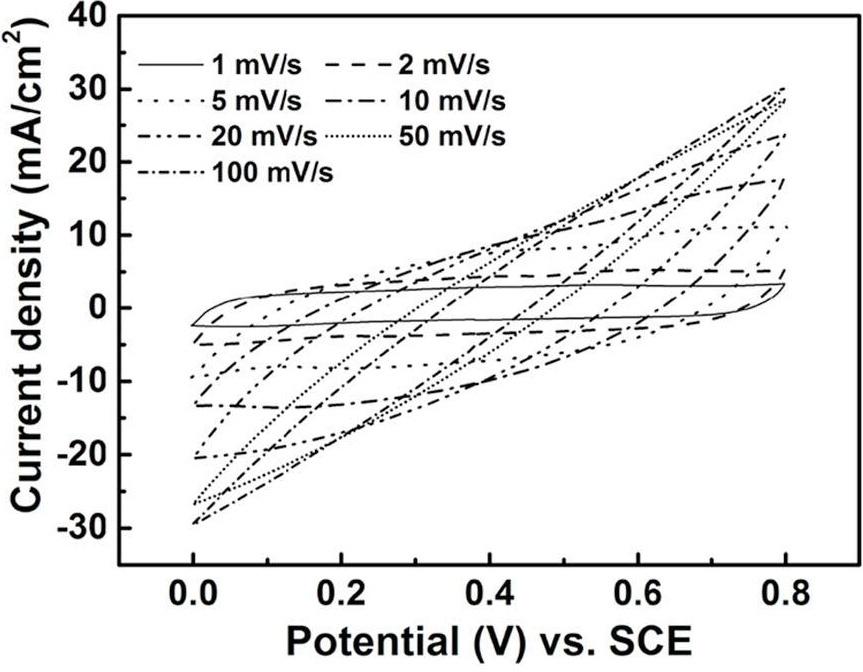 40
30
20
10
0
-10
-20
-30
Current density (mA/cm²)
1 mV/s 2 mV/s
5 mV/s 10 mV/s
20 mV/s 50 mV/s
100 mV/s
0.0 0.2 0.4 0.6 0.8
Potential (V) vs. SCE